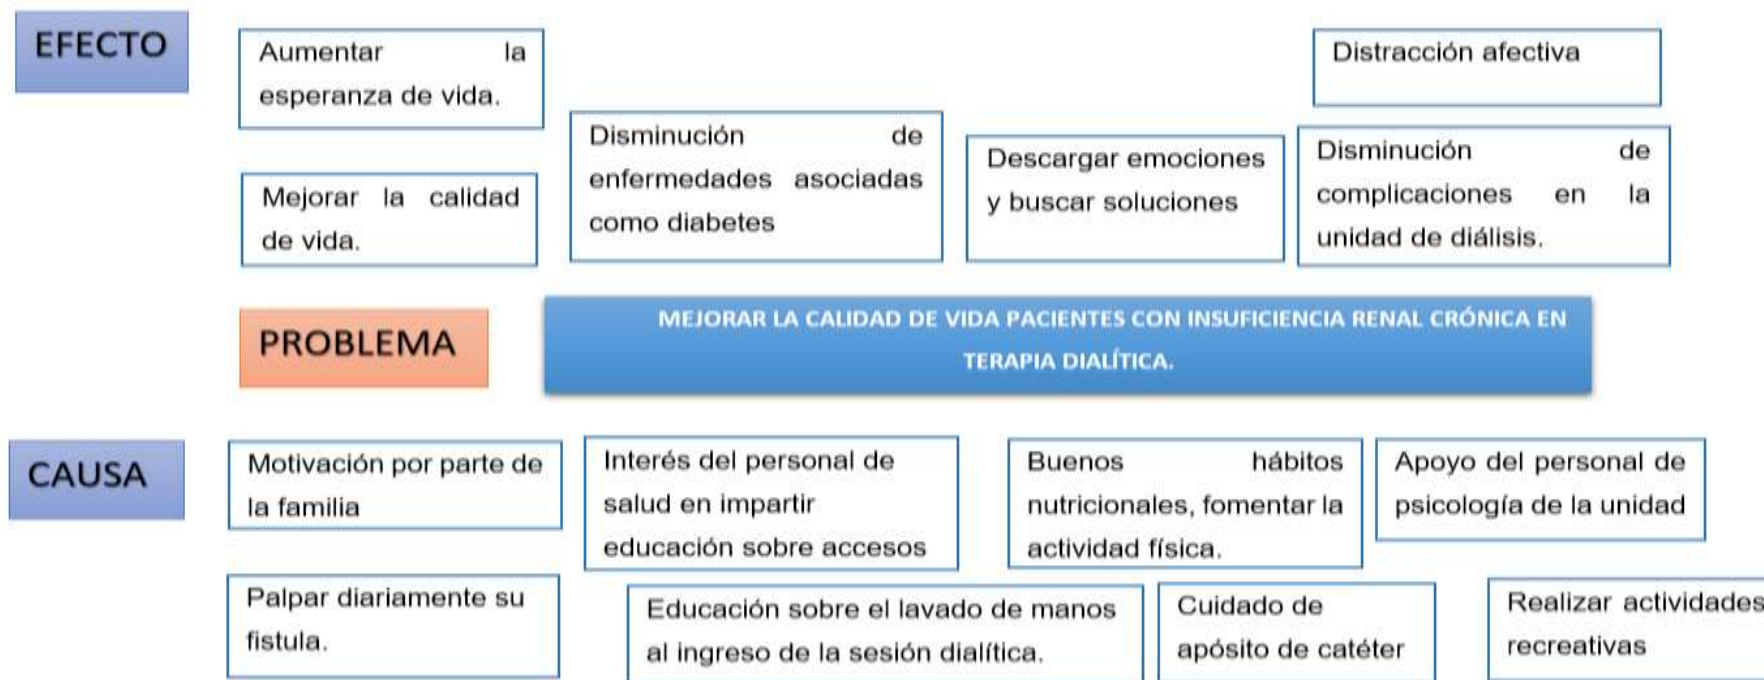 EFECTO
Aumentar la
esperanza de vida.
Mejorar la calidad
de vida.
Disminución de
enfermedades asociadas
como diabetes
Descargar emociones
y buscar soluciones
Distracción afectiva
Disminución de
complicaciones en la
unidad de diálisis.
PROBLEMA
MEJORAR LA CALIDAD DE VIDA PACIENTES CON INSUFICIENCIA RENAL CRÓNICA EN
TERAPIA DIALÍTICA.
CAUSA
Motivación por parte de
la familia
Interés del personal de
salud en impartir
educación sobre accesos
Buenos hábitos
nutricionales, fomentar la
actividad física.
Apoyo del personal de
psicología de la unidad
Palpar diariamente su
fistula.
Educación sobre el lavado de manos
al ingreso de la sesión dialítica.
Cuidado de
apósito de catéter
Realizar actividades
recreativas